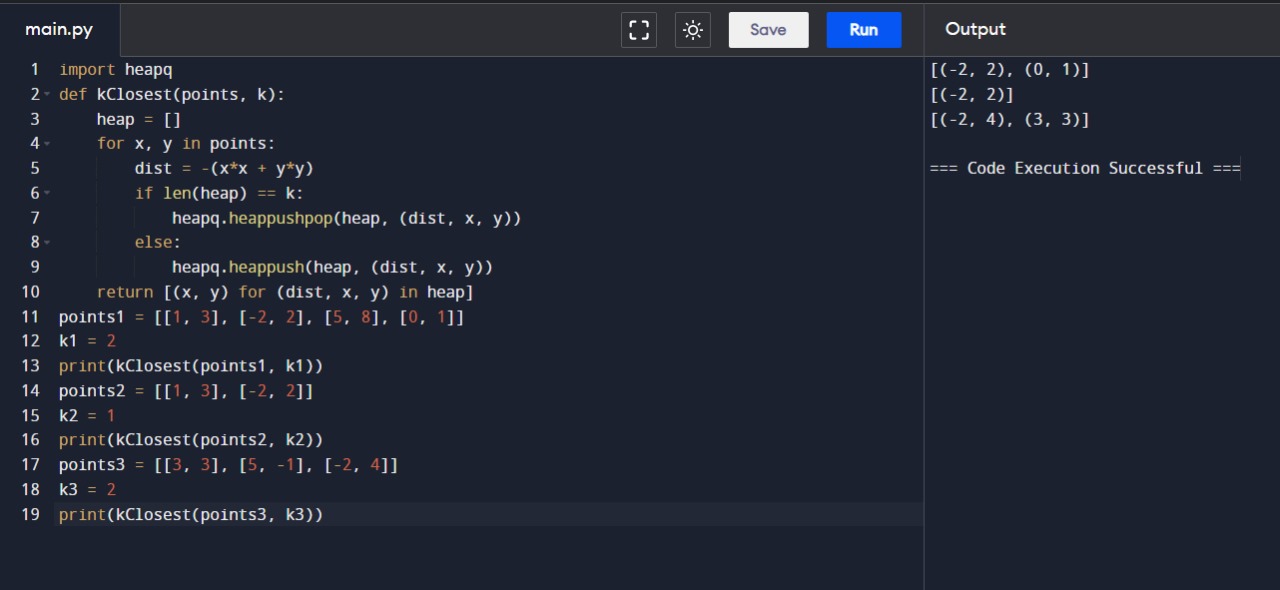 main.py
Save
Run
Output
1 import heapq
2 def kClosest(points, k):
3     heap = []
4     for x, y in points:
5         dist = -(x*x + y*y)
6         if len(heap) == k:
7             heapq.heappushpop(heap, (dist, x, y))
8         else:
9             heapq.heappush(heap, (dist, x, y))
10     return [(x, y) for (dist, x, y) in heap]
11 points1 = [[1, 3], [-2, 2], [5, 8], [0, 1]]
12 k1 = 2
13 print(kClosest(points1, k1))
14 points2 = [[1, 3], [-2, 2]]
15 k2 = 1
16 print(kClosest(points2, k2))
17 points3 = [[3, 3], [5, -1], [-2, 4]]
18 k3 = 2
19 print(kClosest(points3, k3))
[(-2, 2), (0, 1)]
[(-2, 2)]
[(-2, 4), (3, 3)]
=== Code Execution Successful ===